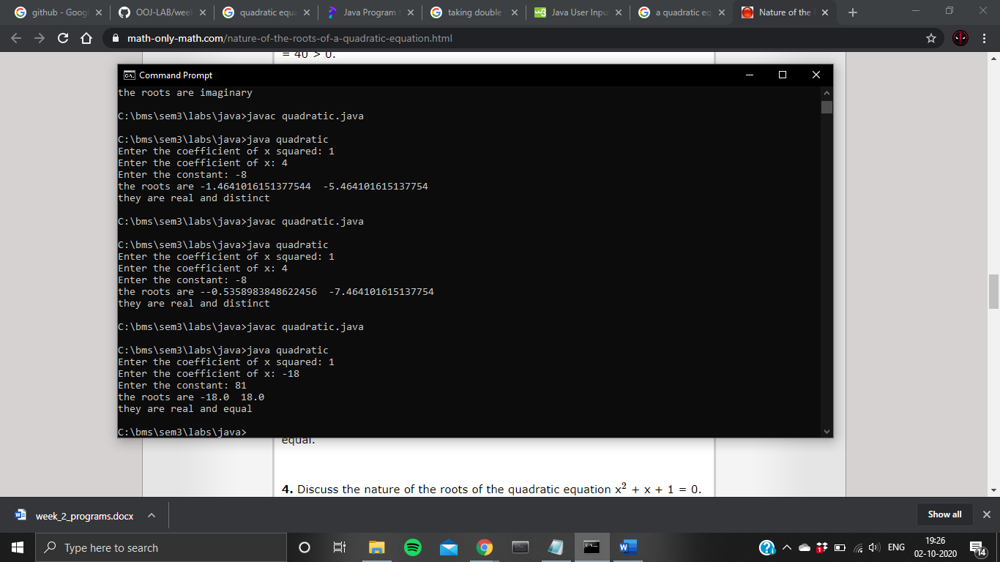 github - Goog
OOJ-LAB/week
quadratic equa
Java Program
taking double
Java User Inpu
a quadratic eq
Nature of the
math-only-math.com/nature-of-the-roots-of-a-quadratic-equation.html
= 40 > 0.
Command Prompt
the roots are imaginary
C:\bms\sem3\labs\java>javac quadratic.java
C:\bms\sem3\labs\java>java quadratic
Enter the coefficient of x squared: 1
Enter the coefficient of x: 4
Enter the constant: -8
the roots are -1.4641016151377544  -5.464101615137754
they are real and distinct
C:\bms\sem3\labs\java>javac quadratic.java
C:\bms\sem3\labs\java>java quadratic
Enter the coefficient of x squared: 1
Enter the coefficient of x: 4
Enter the constant: -8
the roots are --0.5358983848622456  -7.464101615137754
they are real and distinct
C:\bms\sem3\labs\java>javac quadratic.java
C:\bms\sem3\labs\java>java quadratic
Enter the coefficient of x squared: 1
Enter the coefficient of x: -18
Enter the constant: 81
the roots are -18.0  18.0
they are real and equal
C:\bms\sem3\labs\java>
equal.
4. Discuss the nature of the roots of the quadratic equation x² + x + 1 = 0.
week_2_programs.docx
Show all
Type here to search
ENG
19:26
02-10-2020
14